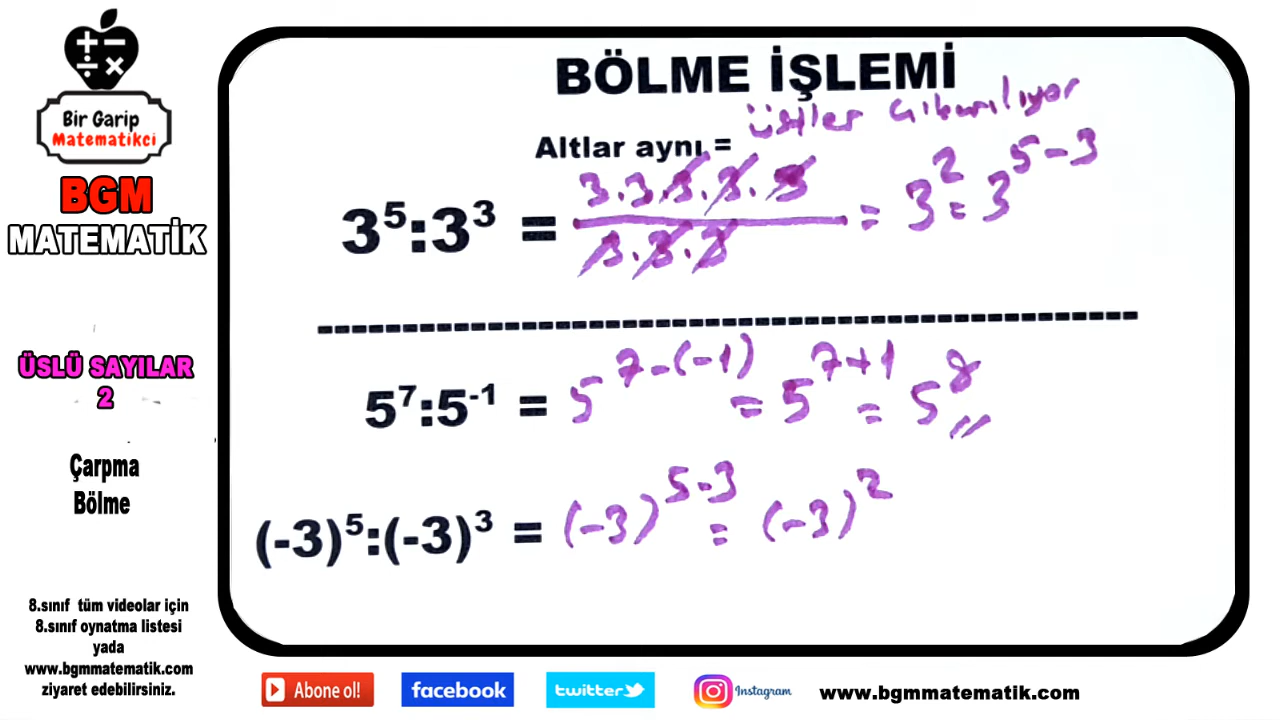 Bir Garip
Matematikci
BGM
MATEMATİK
ÜSLÜ SAYILAR
2
Çarpma
Bölme
8.sınıf tüm videolar için
8.sınıf oynatma listesi
yada
www.bgmmatematik.com
ziyaret edebilirsiniz.
BÖLME İŞLEMİ
Altlar aynı = üstler çıkarılıyor
3⁵:3³ = 3.3.3.3.3 / 3.3.3 = 3² = 3⁵⁻³
5⁷:5⁻¹ = 5⁷⁻⁽⁻¹⁾ = 5⁷⁺¹ = 5⁸
(-3)⁵:(-3)³ = (-3)⁵⁻³ = (-3)²
Abone ol!
facebook
twitter
Instagram
www.bgmmatematik.com